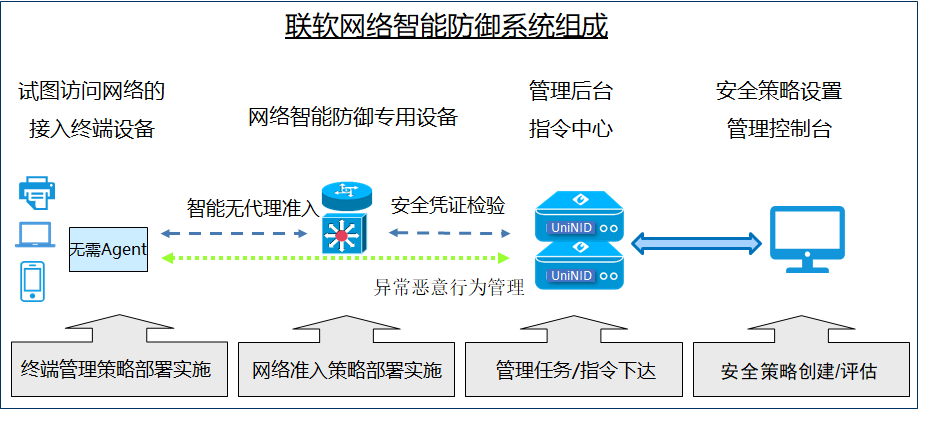 联软网络智能防御系统组成
试图访问网络的
接入终端设备
网络智能防御专用设备
管理后台
指令中心
安全策略设置
管理控制台
智能无代理准入
安全凭证检验
无需Agent
UniNID
UniNID
异常恶意行为管理
终端管理策略部署实施
网络准入策略部署实施
管理任务/指令下达
安全策略创建/评估